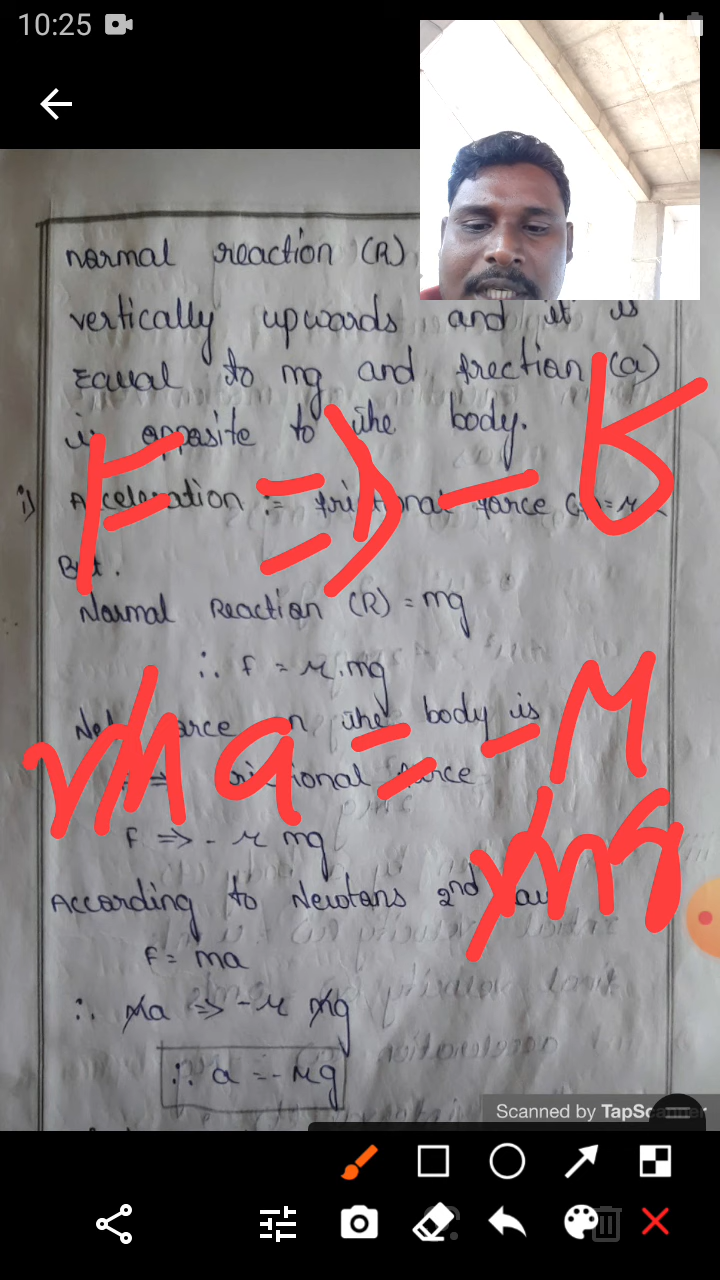 10:25
normal reaction (R)
vertically upwards and it is
Equal to mg and friction (a)
is opposite to the body.
i) Acceleration :- frictional force
But.
Normal Reaction (R) = mg
∴ f = μ.mg
force on the body is
frictional force
F ⇒ - μ mg
According to Newtons 2nd law
F = ma
∴ ma ⇒ -μ mg
∴ a = - μg
F =) - f
ma = - μ
mg
Scanned by TapScanner